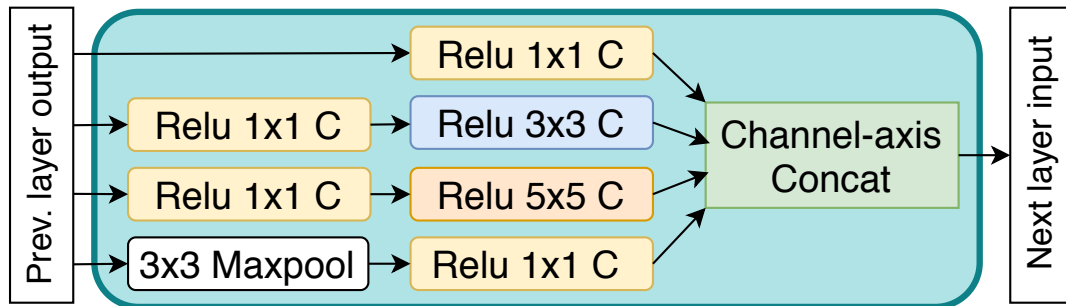 Prev. layer output
Relu 1x1 C
Relu 1x1 C
Relu 3x3 C
Relu 1x1 C
Relu 5x5 C
3x3 Maxpool
Relu 1x1 C
Channel-axis
Concat
Next layer input